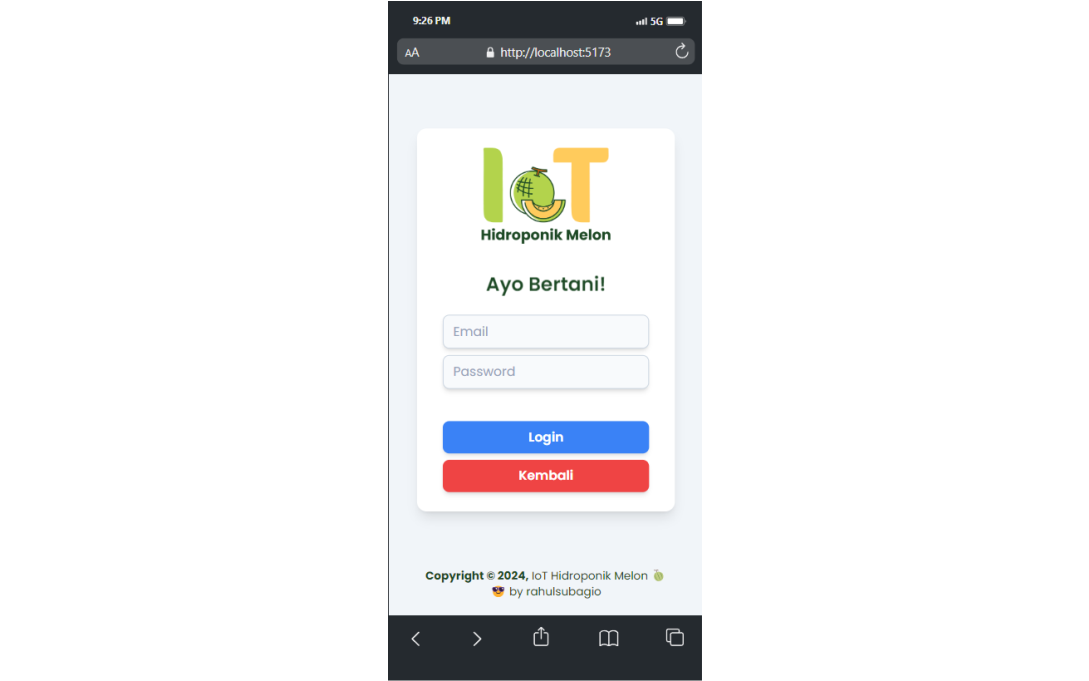 9:26 PM 5G
AA http://localhost:5173
IoT
Hidroponik Melon
Ayo Bertani!
Email
Password
Login
Kembali
Copyright © 2024, IoT Hidroponik Melon 🍈
😎 by rahulsubagio